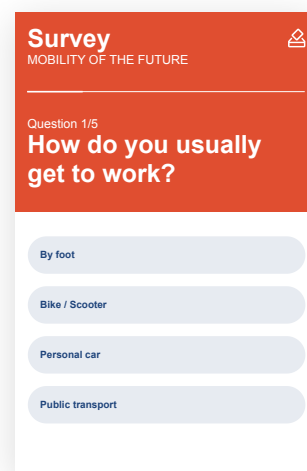 Survey
MOBILITY OF THE FUTURE
Question 1/5
How do you usually
get to work?
By foot
Bike / Scooter
Personal car
Public transport